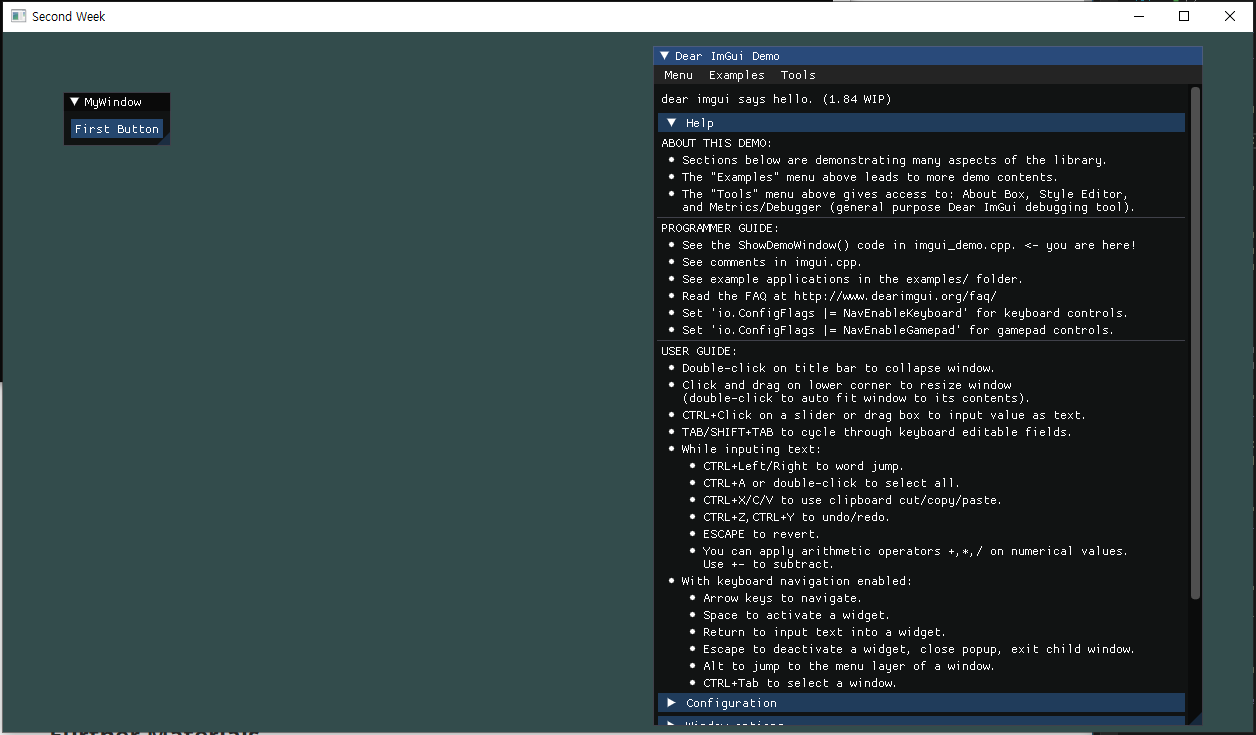 Second Week
MyWindow
First Button
Dear ImGui Demo
Menu Examples Tools
dear imgui says hello. (1.84 WIP)
Help
ABOUT THIS DEMO:
Sections below are demonstrating many aspects of the library.
The "Examples" menu above leads to more demo contents.
The "Tools" menu above gives access to: About Box, Style Editor,
and Metrics/Debugger (general purpose Dear ImGui debugging tool).
PROGRAMMER GUIDE:
See the ShowDemoWindow() code in imgui_demo.cpp. <- you are here!
See comments in imgui.cpp.
See example applications in the examples/ folder.
Read the FAQ at http://www.dearimgui.org/faq/
Set 'io.ConfigFlags |= NavEnableKeyboard' for keyboard controls.
Set 'io.ConfigFlags |= NavEnableGamepad' for gamepad controls.
USER GUIDE:
Double-click on title bar to collapse window.
Click and drag on lower corner to resize window
(double-click to auto fit window to its contents).
CTRL+Click on a slider or drag box to input value as text.
TAB/SHIFT+TAB to cycle through keyboard editable fields.
While inputing text:
CTRL+Left/Right to word jump.
CTRL+A or double-click to select all.
CTRL+X/C/V to use clipboard cut/copy/paste.
CTRL+Z,CTRL+Y to undo/redo.
ESCAPE to revert.
You can apply arithmetic operators +,*,/ on numerical values.
Use +- to subtract.
With keyboard navigation enabled:
Arrow keys to navigate.
Space to activate a widget.
Return to input text into a widget.
Escape to deactivate a widget, close popup, exit child window.
Alt to jump to the menu layer of a window.
CTRL+Tab to select a window.
Configuration